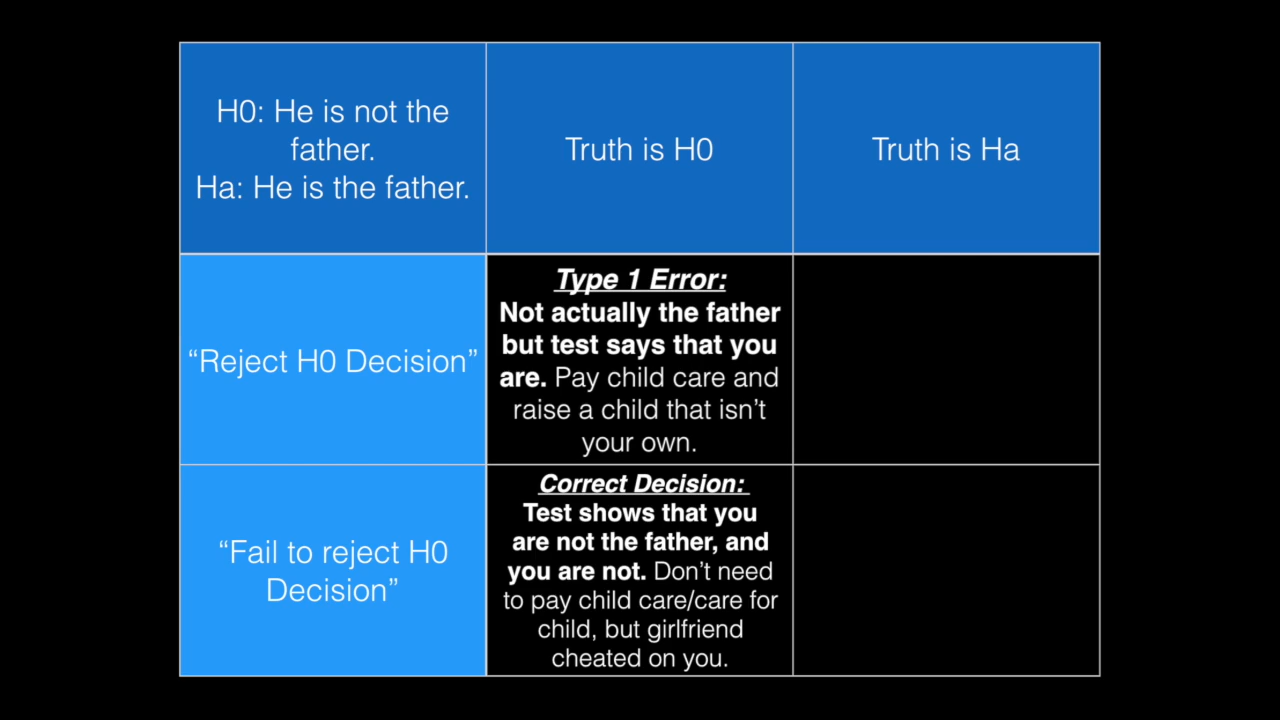 H0: He is not the
father.
Ha: He is the father.
Truth is H0
Truth is Ha
“Reject H0 Decision”
Type 1 Error:
Not actually the father
but test says that you
are. Pay child care and
raise a child that isn’t
your own.
“Fail to reject H0
Decision”
Correct Decision:
Test shows that you
are not the father, and
you are not. Don’t need
to pay child care/care for
child, but girlfriend
cheated on you.